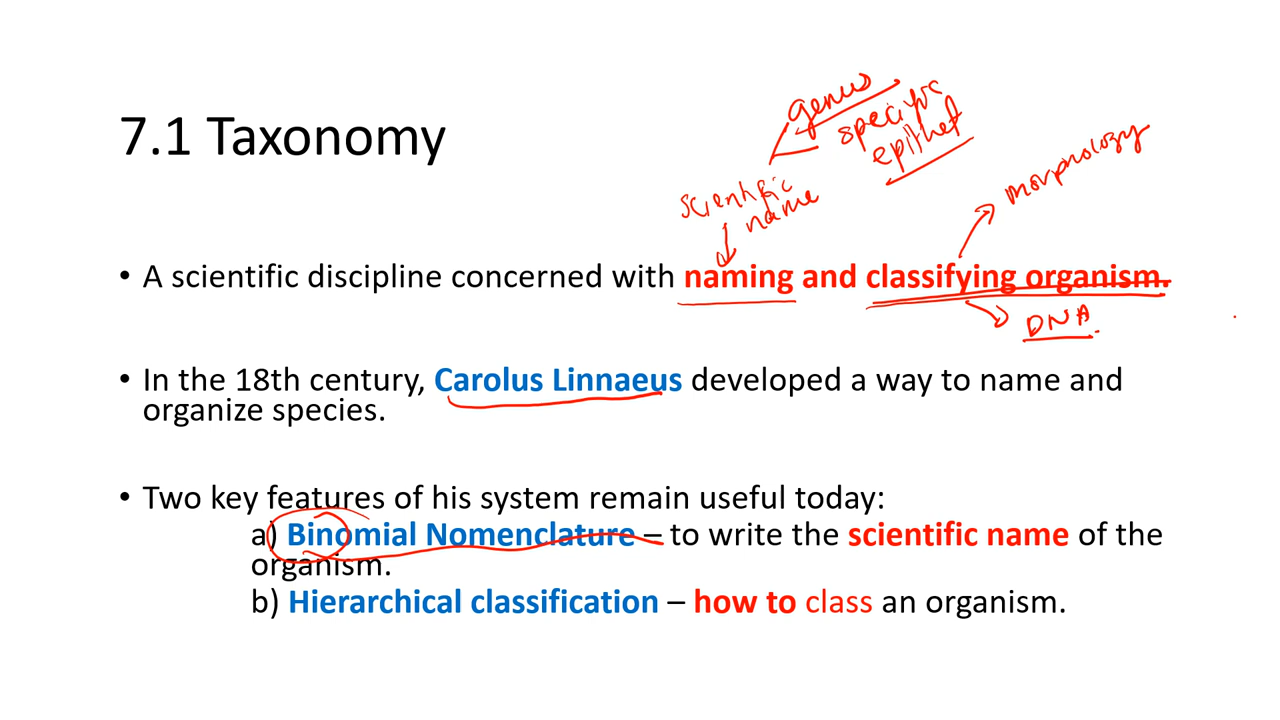 genus
specific
epithet
7.1 Taxonomy
morphology
scientific
name
• A scientific discipline concerned with naming and classifying organism.
DNA
• In the 18th century, Carolus Linnaeus developed a way to name and
organize species.
• Two key features of his system remain useful today:
a) Binomial Nomenclature – to write the scientific name of the
organism.
b) Hierarchical classification – how to class an organism.